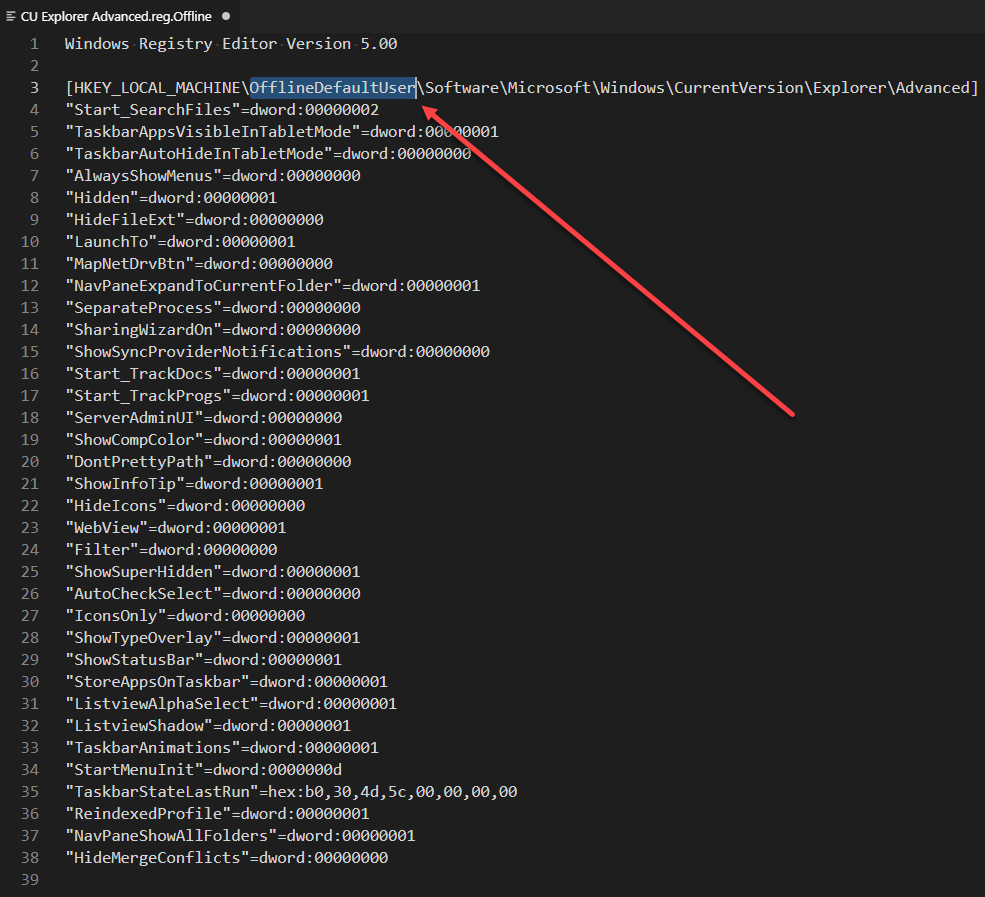 CU Explorer Advanced.reg.Offline
1 Windows Registry Editor Version 5.00
2
3 [HKEY_LOCAL_MACHINE\OfflineDefaultUser\Software\Microsoft\Windows\CurrentVersion\Explorer\Advanced]
4 "Start_SearchFiles"=dword:00000002
5 "TaskbarAppsVisibleInTabletMode"=dword:00000001
6 "TaskbarAutoHideInTabletMode"=dword:00000000
7 "AlwaysShowMenus"=dword:00000000
8 "Hidden"=dword:00000001
9 "HideFileExt"=dword:00000000
10 "LaunchTo"=dword:00000001
11 "MapNetDrvBtn"=dword:00000000
12 "NavPaneExpandToCurrentFolder"=dword:00000001
13 "SeparateProcess"=dword:00000000
14 "SharingWizardOn"=dword:00000000
15 "ShowSyncProviderNotifications"=dword:00000000
16 "Start_TrackDocs"=dword:00000001
17 "Start_TrackProgs"=dword:00000001
18 "ServerAdminUI"=dword:00000000
19 "ShowCompColor"=dword:00000001
20 "DontPrettyPath"=dword:00000000
21 "ShowInfoTip"=dword:00000001
22 "HideIcons"=dword:00000000
23 "WebView"=dword:00000001
24 "Filter"=dword:00000000
25 "ShowSuperHidden"=dword:00000001
26 "AutoCheckSelect"=dword:00000000
27 "IconsOnly"=dword:00000000
28 "ShowTypeOverlay"=dword:00000001
29 "ShowStatusBar"=dword:00000001
30 "StoreAppsOnTaskbar"=dword:00000001
31 "ListviewAlphaSelect"=dword:00000001
32 "ListviewShadow"=dword:00000001
33 "TaskbarAnimations"=dword:00000001
34 "StartMenuInit"=dword:0000000d
35 "TaskbarStateLastRun"=hex:b0,30,4d,5c,00,00,00,00
36 "ReindexedProfile"=dword:00000001
37 "NavPaneShowAllFolders"=dword:00000001
38 "HideMergeConflicts"=dword:00000000
39